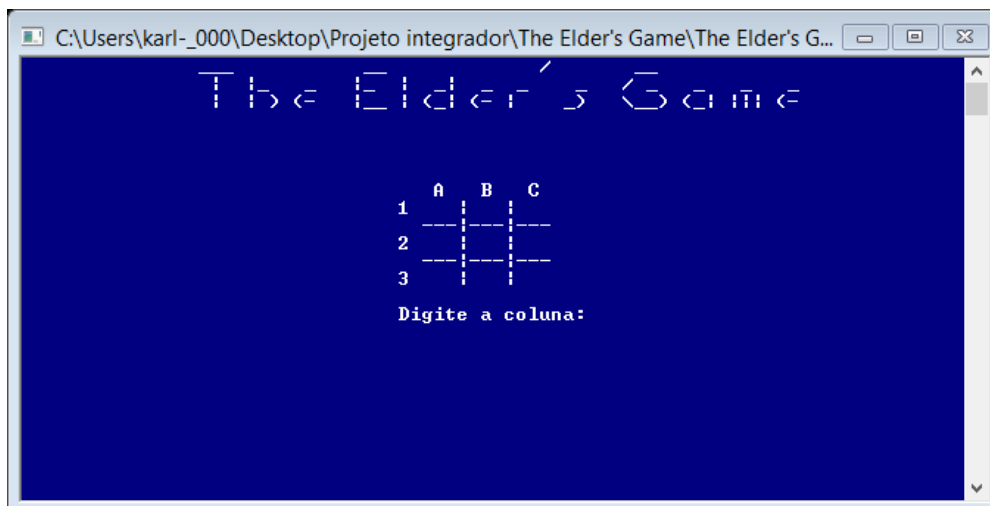 C:\Users\karl-_000\Desktop\Projeto integrador\The Elder's Game\The Elder's G...
The Elder's Game
A B C
1
2
3
Digite a coluna: